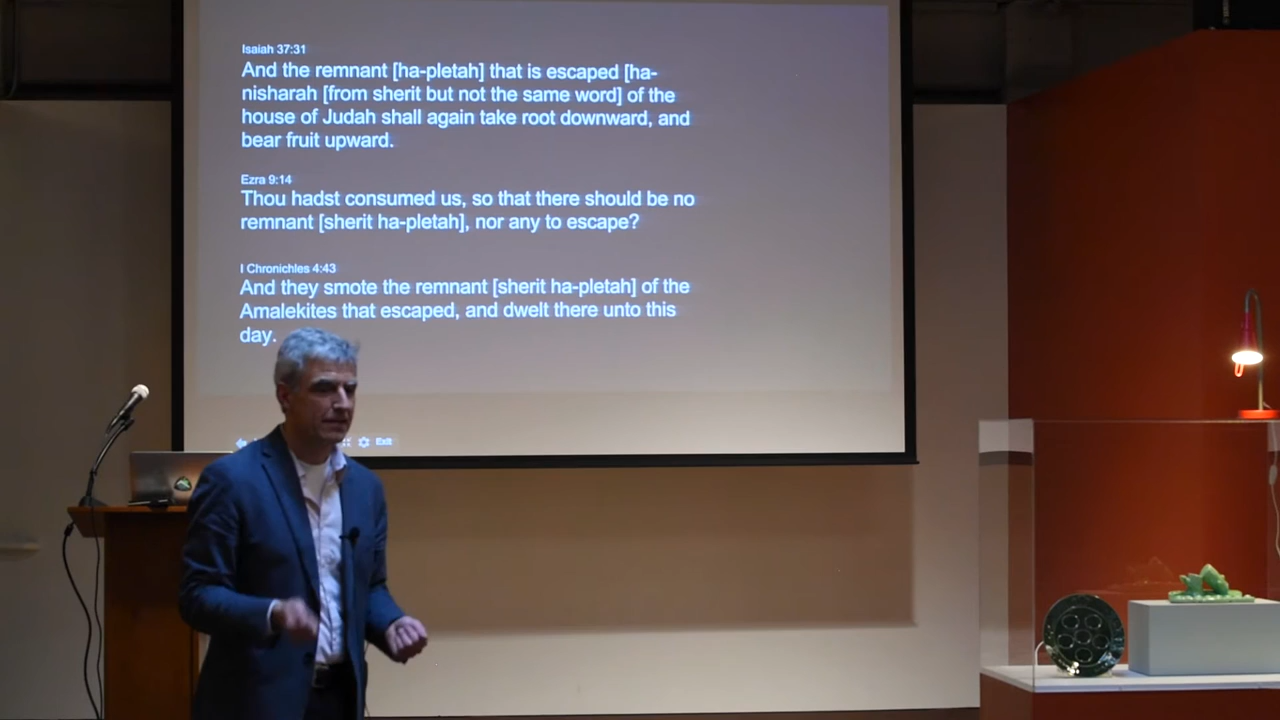 Isaiah 37:31
And the remnant [ha-pletah] that is escaped [ha-
nisharah [from sherit but not the same word] of the
house of Judah shall again take root downward, and
bear fruit upward.
Ezra 9:14
Thou hadst consumed us, so that there should be no
remnant [sherit ha-pletah], nor any to escape?
I Chronichles 4:43
And they smote the remnant [sherit ha-pletah] of the
Amalekites that escaped, and dwelt there unto this
day.
Exit